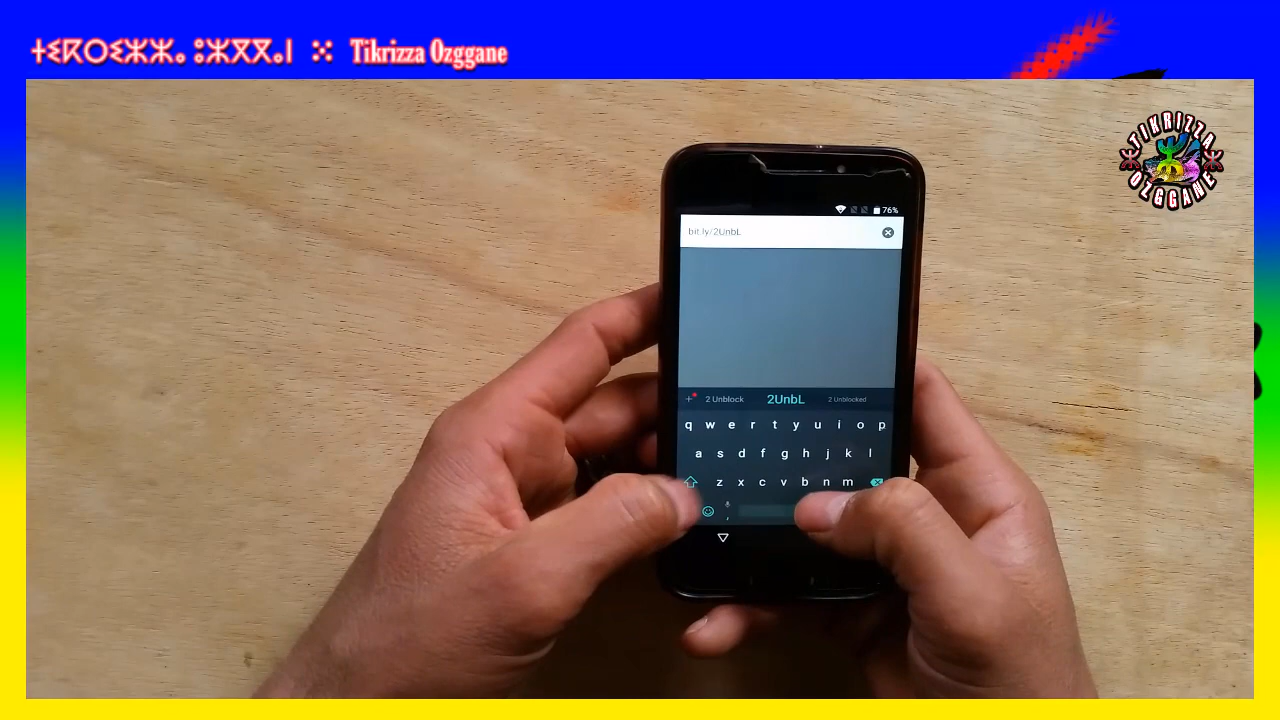 ⵜⵉⴽⵔⵉⵣⵣⴰ ⵓⵣⴳⴳⴰⵏ ⁙ Tikrizza Ozggane
TIKRIZZA
ⵣ ⵣ
OZGGANE
76%
bit.ly/2UnbL
2 Unblock 2UnbL 2 Unblocked
q w e r t y u i o p
a s d f g h j k l
z x c v b n m
,